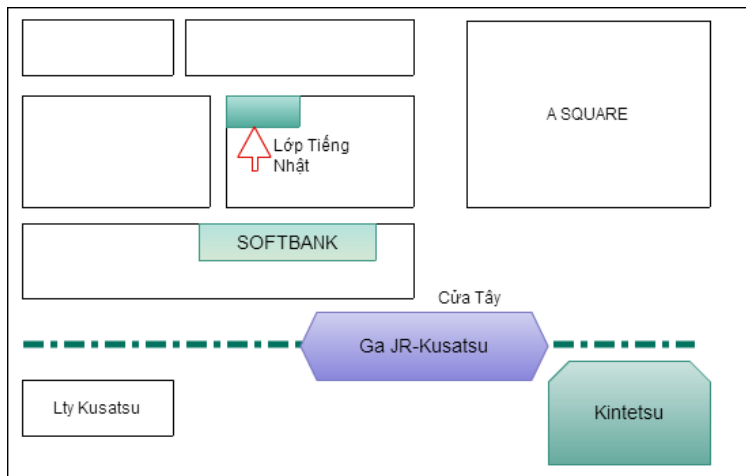 A SQUARE
Lớp Tiếng
Nhật
SOFTBANK
Cửa Tây
Ga JR-Kusatsu
Lty Kusatsu
Kintetsu